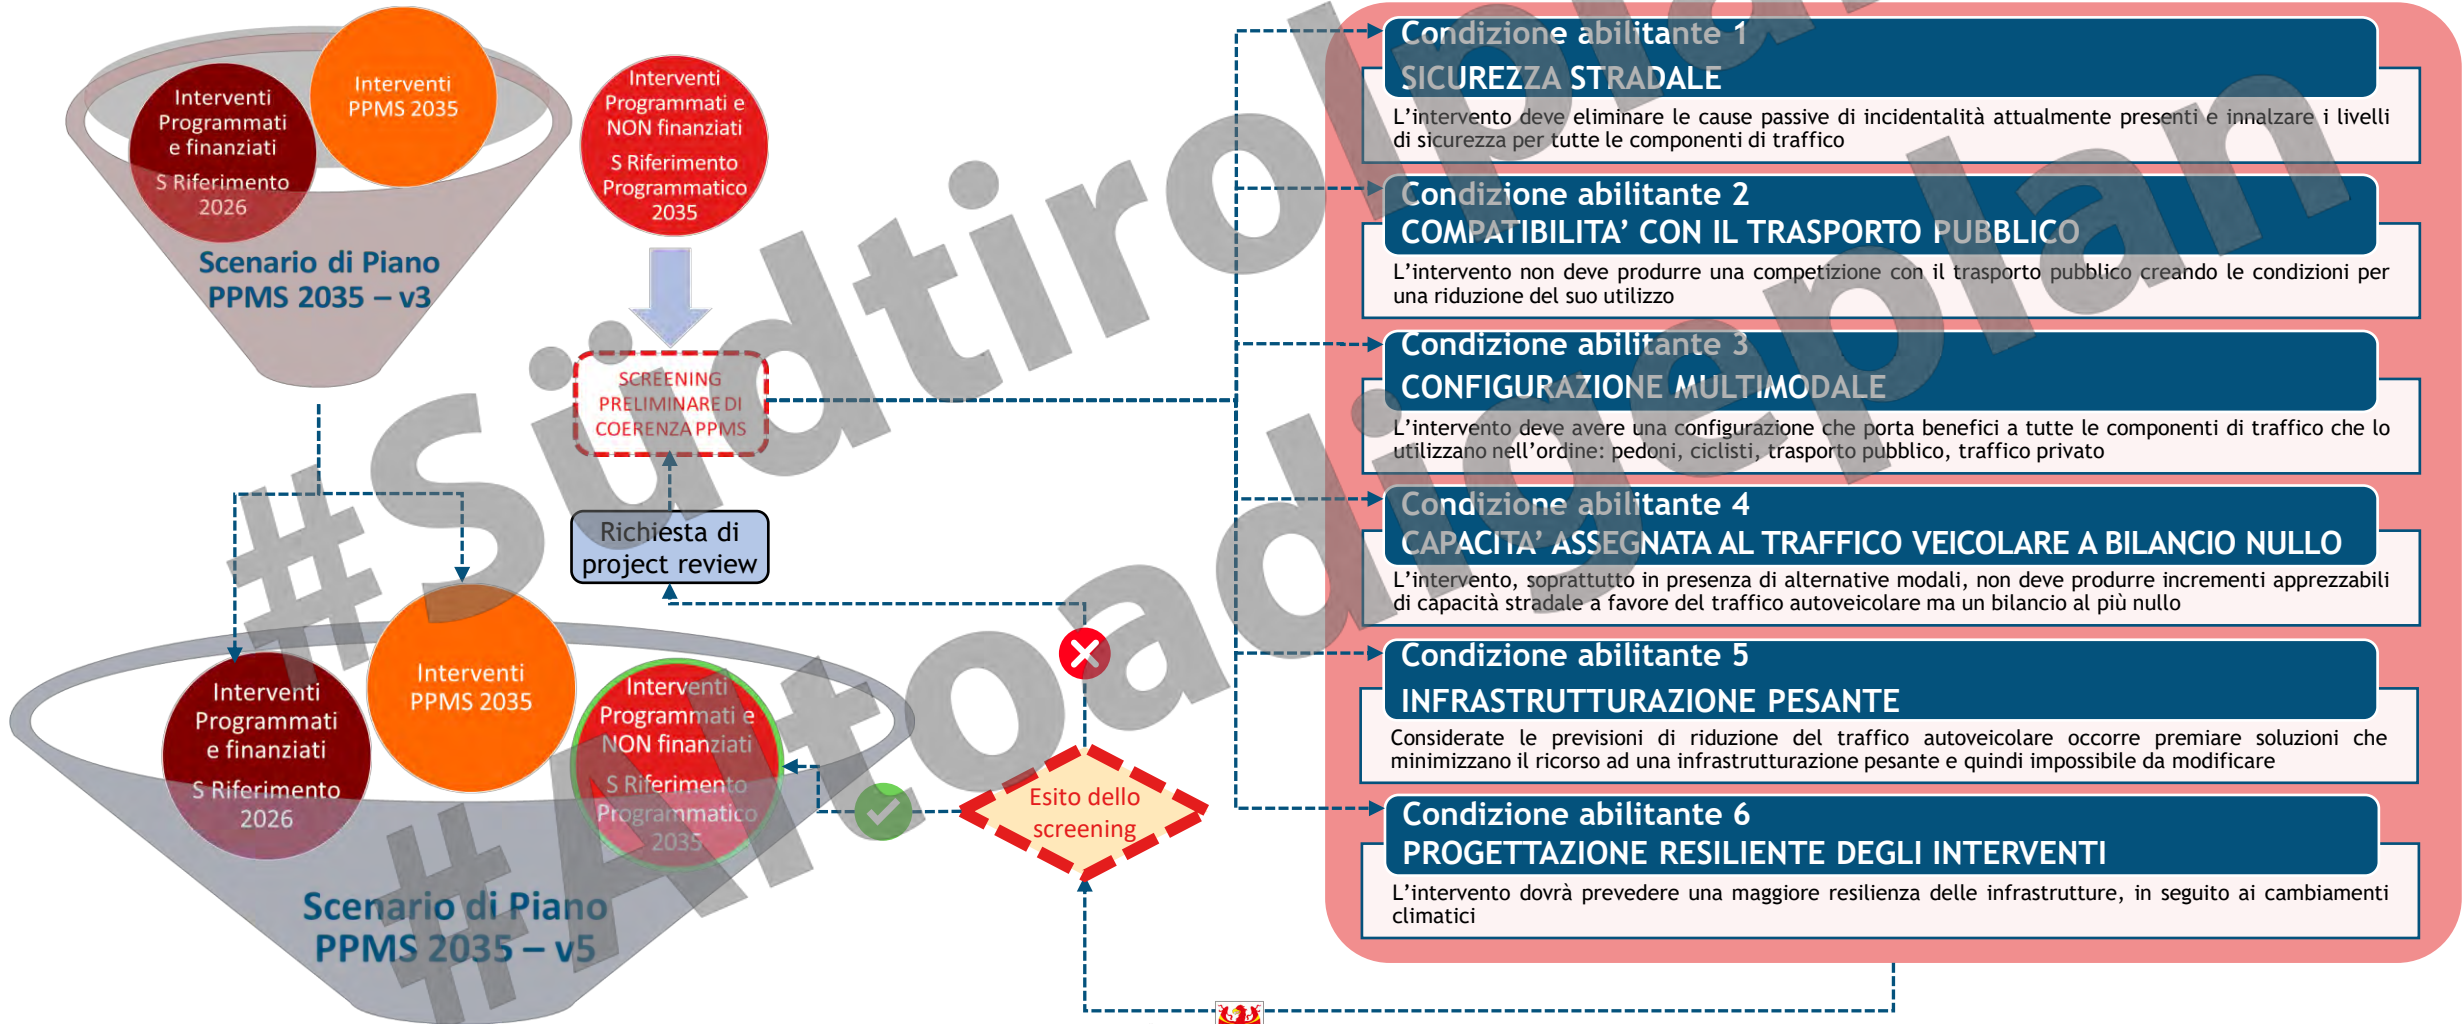 Interventi
Programmati
e finanziati
S Riferimento
2026
Interventi
PPMS 2035
Scenario di Piano
PPMS 2035 – v3
Interventi
Programmati e
NON finanziati
S Riferimento
Programmatico
2035
SCREENING
PRELIMINARE DI
COERENZA PPMS
Richiesta di
project review
Interventi
Programmati
e finanziati
S Riferimento
2026
Interventi
PPMS 2035
Interventi
Programmati e
NON finanziati
S Riferimento
Programmatico
2035
Scenario di Piano
PPMS 2035 – v5
Esito dello
screening
Condizione abilitante 1
SICUREZZA STRADALE
L’intervento deve eliminare le cause passive di incidentalità attualmente presenti e innalzare i livelli
di sicurezza per tutte le componenti di traffico
Condizione abilitante 2
COMPATIBILITA’ CON IL TRASPORTO PUBBLICO
L’intervento non deve produrre una competizione con il trasporto pubblico creando le condizioni per
una riduzione del suo utilizzo
Condizione abilitante 3
CONFIGURAZIONE MULTIMODALE
L’intervento deve avere una configurazione che porta benefici a tutte le componenti di traffico che lo
utilizzano nell’ordine: pedoni, ciclisti, trasporto pubblico, traffico privato
Condizione abilitante 4
CAPACITA’ ASSEGNATA AL TRAFFICO VEICOLARE A BILANCIO NULLO
L’intervento, soprattutto in presenza di alternative modali, non deve produrre incrementi apprezzabili
di capacità stradale a favore del traffico autoveicolare ma un bilancio al più nullo
Condizione abilitante 5
INFRASTRUTTURAZIONE PESANTE
Considerate le previsioni di riduzione del traffico autoveicolare occorre premiare soluzioni che
minimizzano il ricorso ad una infrastrutturazione pesante e quindi impossibile da modificare
Condizione abilitante 6
PROGETTAZIONE RESILIENTE DEGLI INTERVENTI
L’intervento dovrà prevedere una maggiore resilienza delle infrastrutture, in seguito ai cambiamenti
climatici
#Südtirolplan
#Altoadigeplan